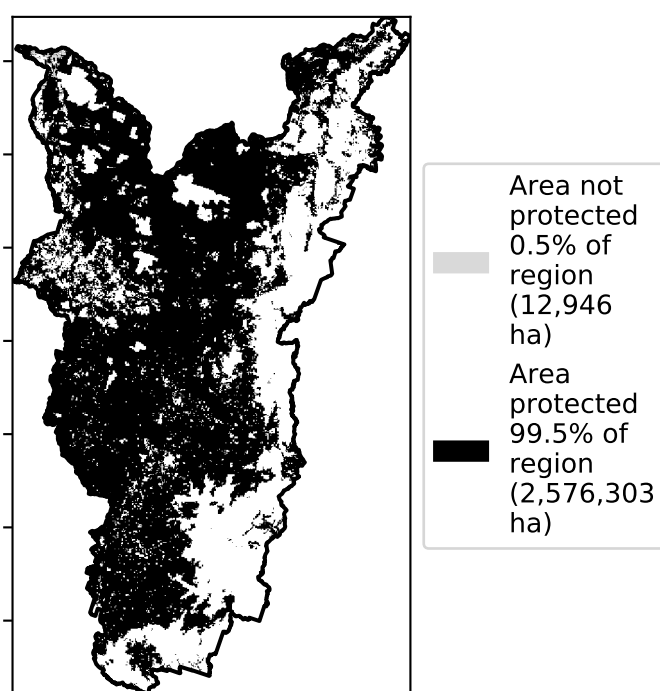 Area not
protected
0.5% of
region
(12,946
ha)
Area
protected
99.5% of
region
(2,576,303
ha)